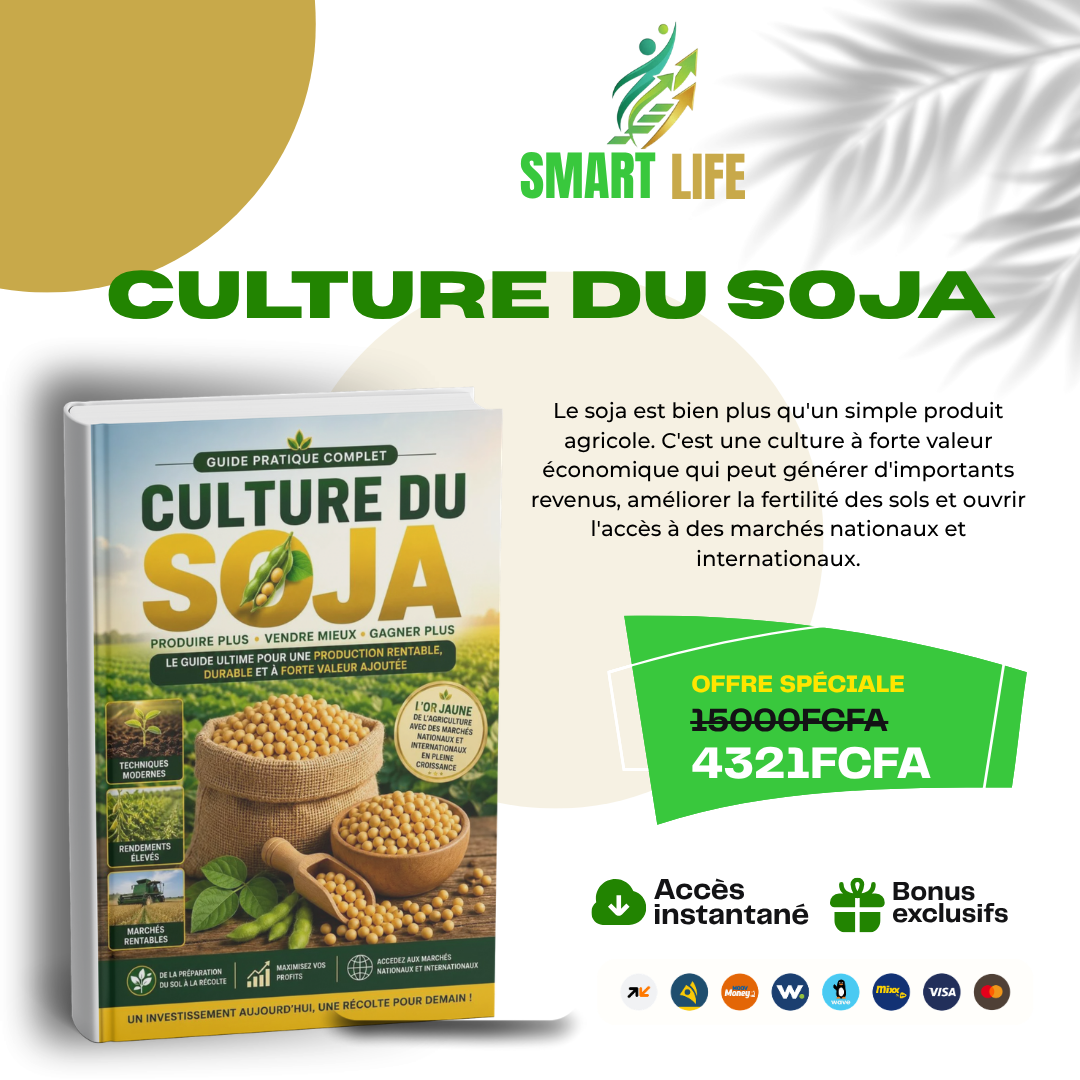 SMART LIFE
CULTURE DU SOJA
GUIDE PRATIQUE COMPLET
CULTURE DU
SOJA
PRODUIRE PLUS • VENDRE MIEUX • GAGNER PLUS
LE GUIDE ULTIME POUR UNE PRODUCTION RENTABLE,
DURABLE ET À FORTE VALEUR AJOUTÉE
L'OR JAUNE
DE L'AGRICULTURE
AVEC DES MARCHÉS
NATIONAUX ET
INTERNATIONAUX
EN PLEINE
CROISSANCE
TECHNIQUES
MODERNES
RENDEMENTS
ÉLEVÉS
MARCHÉS
RENTABLES
DE LA PRÉPARATION
DU SOL À LA RÉCOLTE
MAXIMISEZ VOS
PROFITS
ACCEDEZ AUX MARCHÉS
NATIONAUX ET INTERNATIONAUX
UN INVESTISSEMENT AUJOURD'HUI, UNE RÉCOLTE POUR DEMAIN !
Le soja est bien plus qu'un simple produit
agricole. C'est une culture à forte valeur
économique qui peut générer d'importants
revenus, améliorer la fertilité des sols et ouvrir
l'accès à des marchés nationaux et
internationaux.
OFFRE SPÉCIALE
15000FCFA
4321FCFA
Accès
instantané
Bonus
exclusifs
MOOV
Money
W.
wave
Mixx
VISA